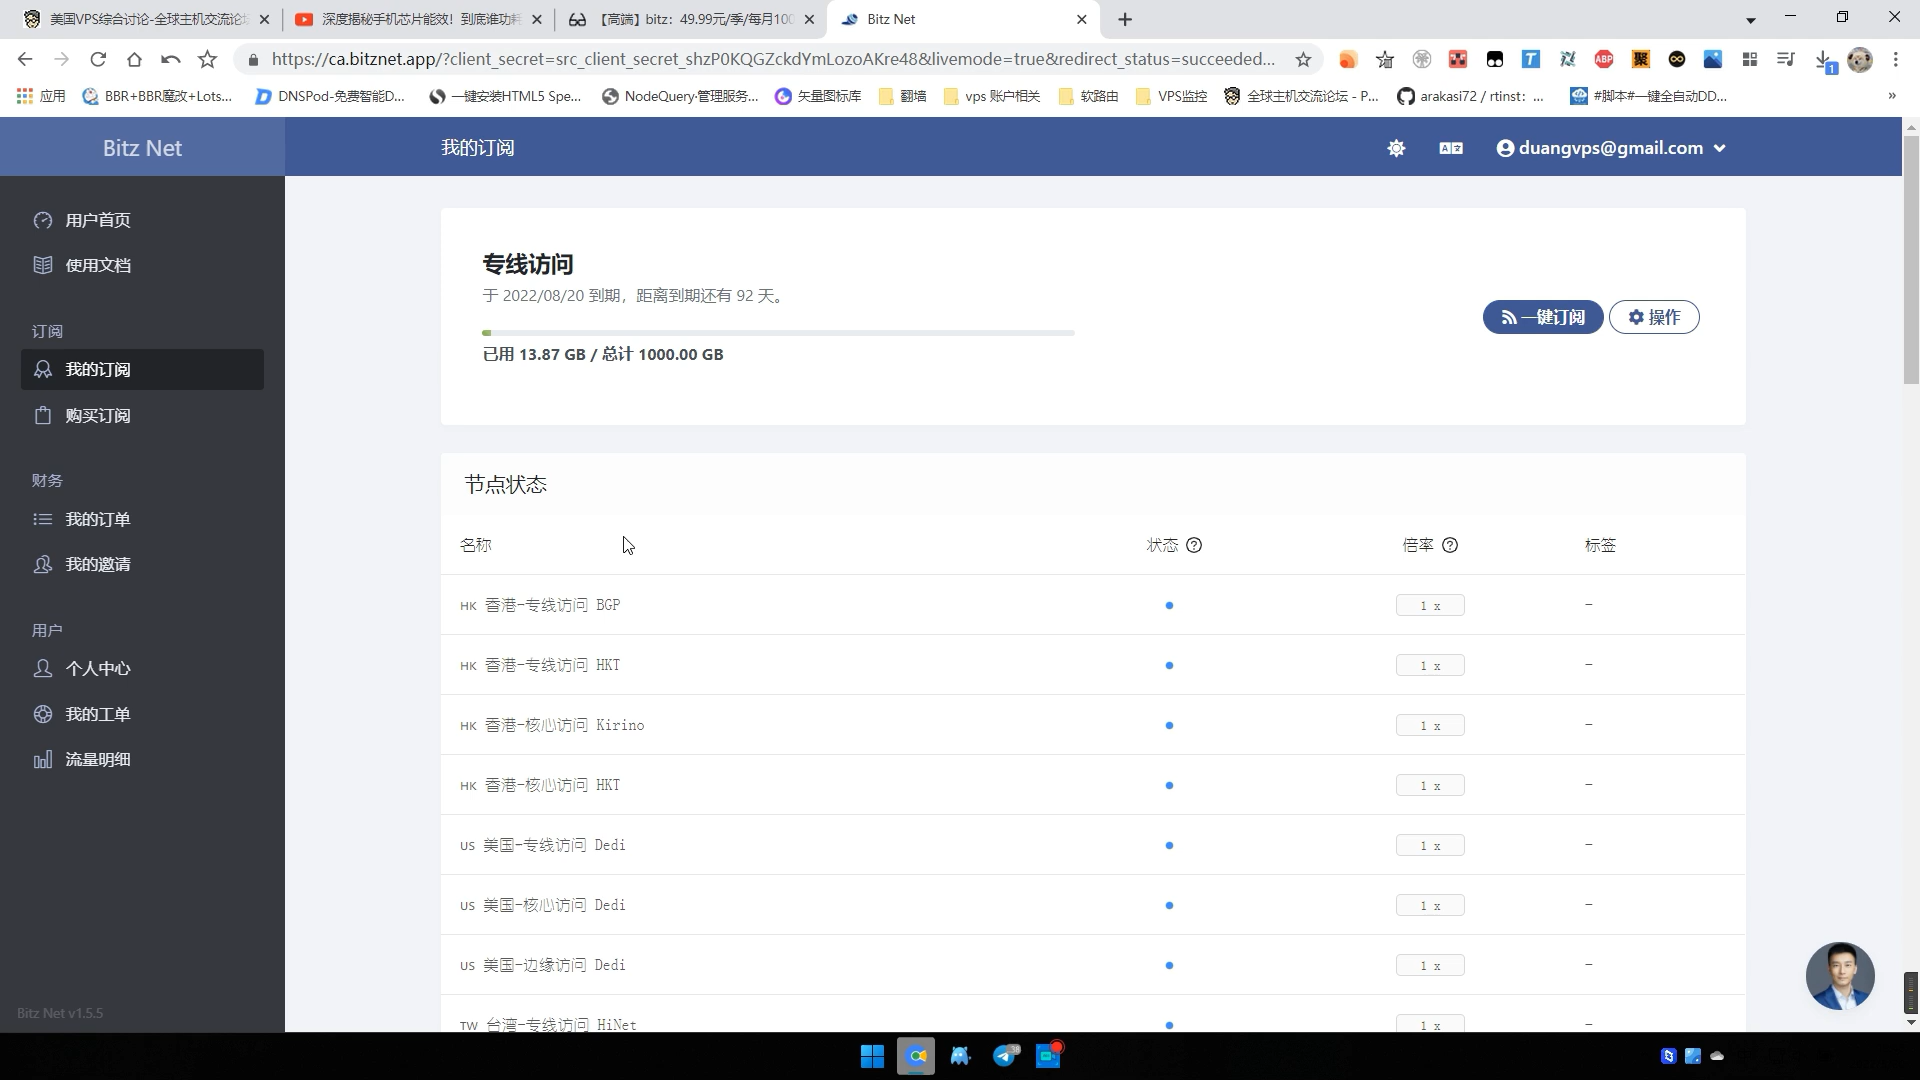 美国VPS综合讨论-全球主机交流论
深度揭秘手机芯片能效！到底谁功耗
【高端】bitz：49.99元/季/每月100
Bitz Net
https://ca.bitznet.app/?client_secret=src_client_secret_shzP0KQGZckdYmLozoAKre48&livemode=true&redirect_status=succeeded...
ABP
聚
1
应用
BBR+BBR魔改+Lots...
DNSPod-免费智能D...
一键安装HTML5 Spe...
NodeQuery·管理服务...
矢量图标库
翻墙
vps 账户相关
软路由
VPS监控
全球主机交流论坛 - P...
arakasi72 / rtinst: ...
#脚本#一键全自动DD...
»
Bitz Net
我的订阅
duangvps@gmail.com
用户首页
使用文档
订阅
我的订阅
购买订阅
财务
我的订单
我的邀请
用户
个人中心
我的工单
流量明细
Bitz Net v1.5.5
专线访问
于 2022/08/20 到期，距离到期还有 92 天。
已用 13.87 GB / 总计 1000.00 GB
一键订阅
操作
节点状态
名称 状态 倍率 标签
HK 香港-专线访问 BGP 1 x -
HK 香港-专线访问 HKT 1 x -
HK 香港-核心访问 Kirino 1 x -
HK 香港-核心访问 HKT 1 x -
US 美国-专线访问 Dedi 1 x -
US 美国-核心访问 Dedi 1 x -
US 美国-边缘访问 Dedi 1 x -
TW 台湾-专线访问 HiNet 1 x -